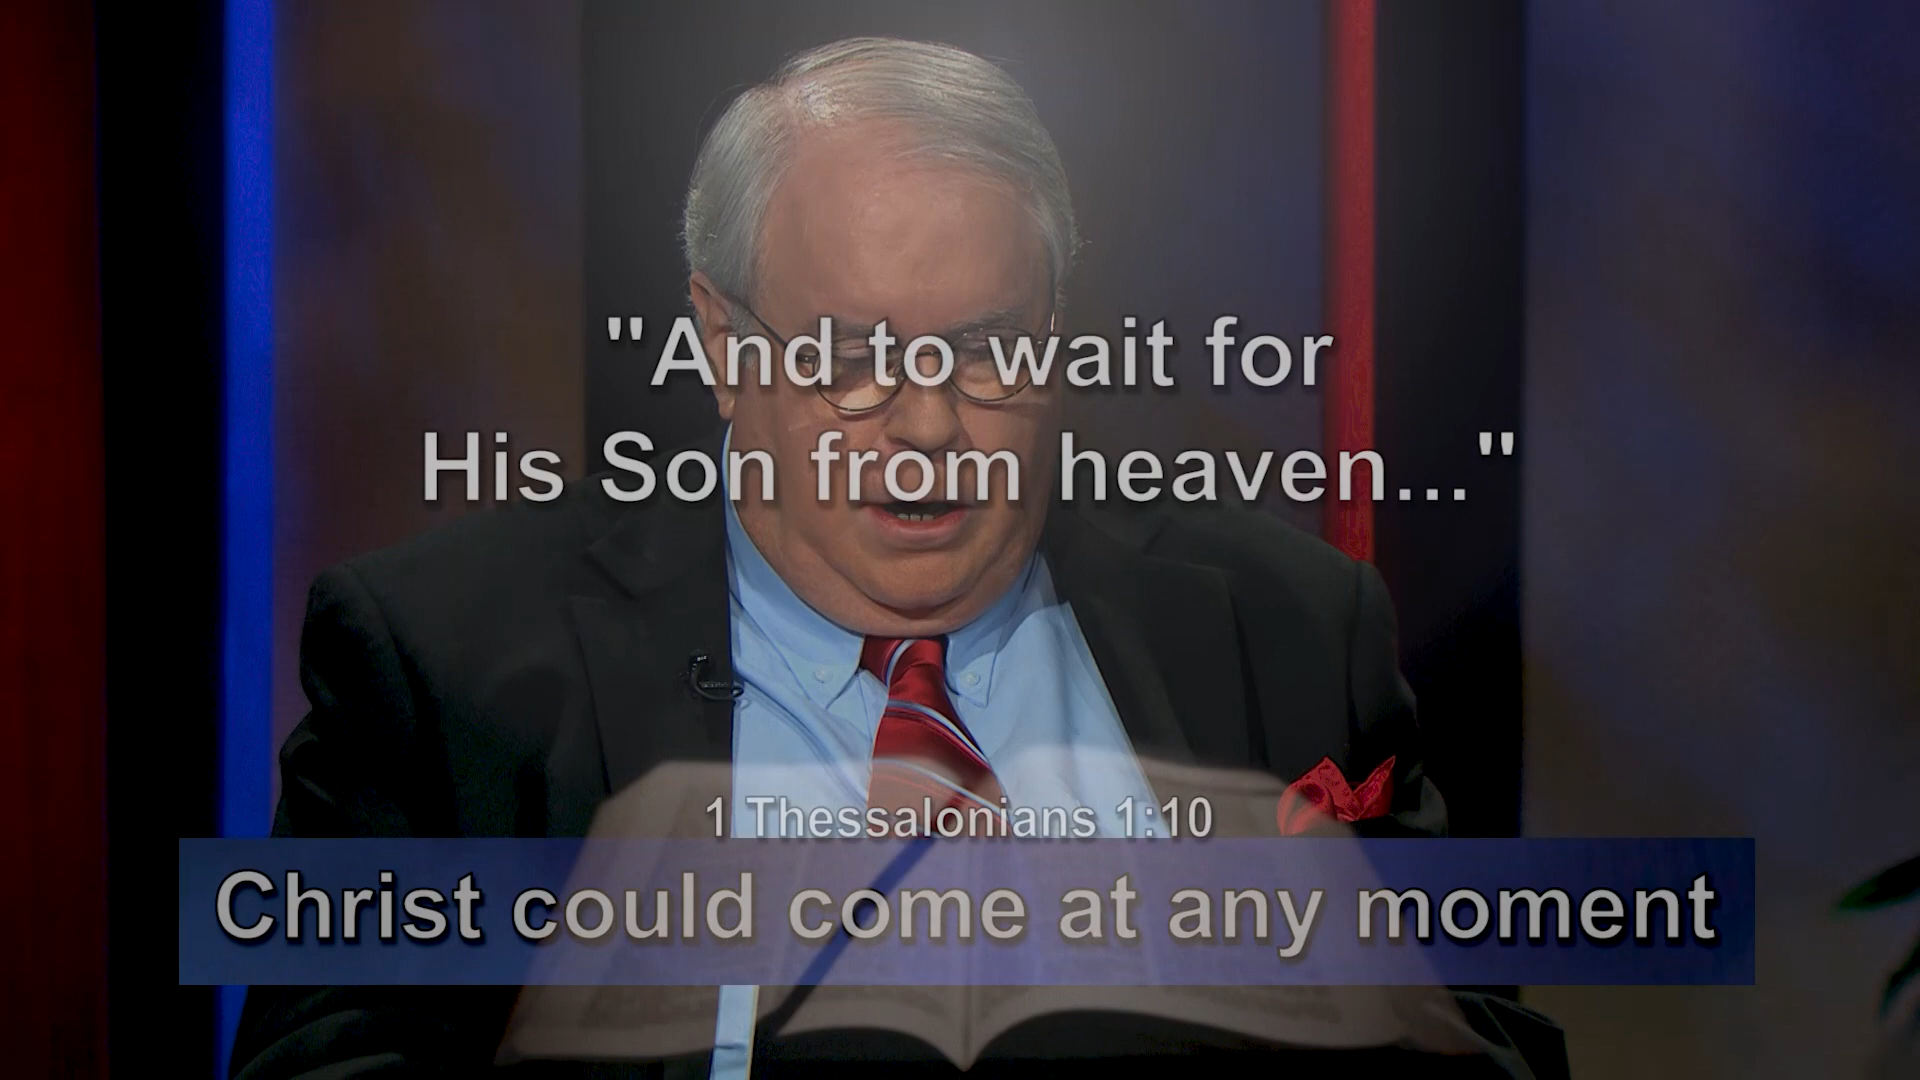 "And to wait for
His Son from heaven..."
1 Thessalonians 1:10
Christ could come at any moment